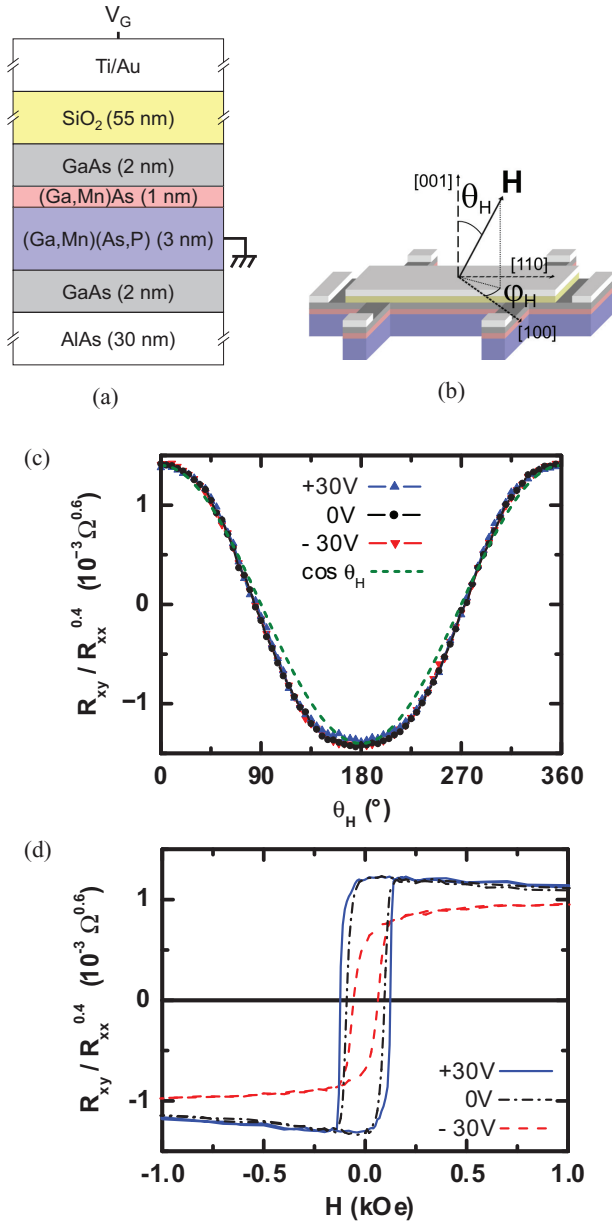 V_G
Ti/Au
SiO₂ (55 nm)
GaAs (2 nm)
(Ga,Mn)As (1 nm)
(Ga,Mn)(As,P) (3 nm)
GaAs (2 nm)
AlAs (30 nm)
(a)
[001]
θ_H
H
[110]
φ_H
[100]
(b)
(c)
R_xy / R_xx^0.4 (10⁻³ Ω^0.6)
1
0
−1
+30V
0V
- 30V
cos θ_H
0 90 180 270 360
θ_H (°)
(d)
R_xy / R_xx^0.4 (10⁻³ Ω^0.6)
1
0
-1
+30V
0V
- 30V
-1.0 -0.5 0.0 0.5 1.0
H (kOe)